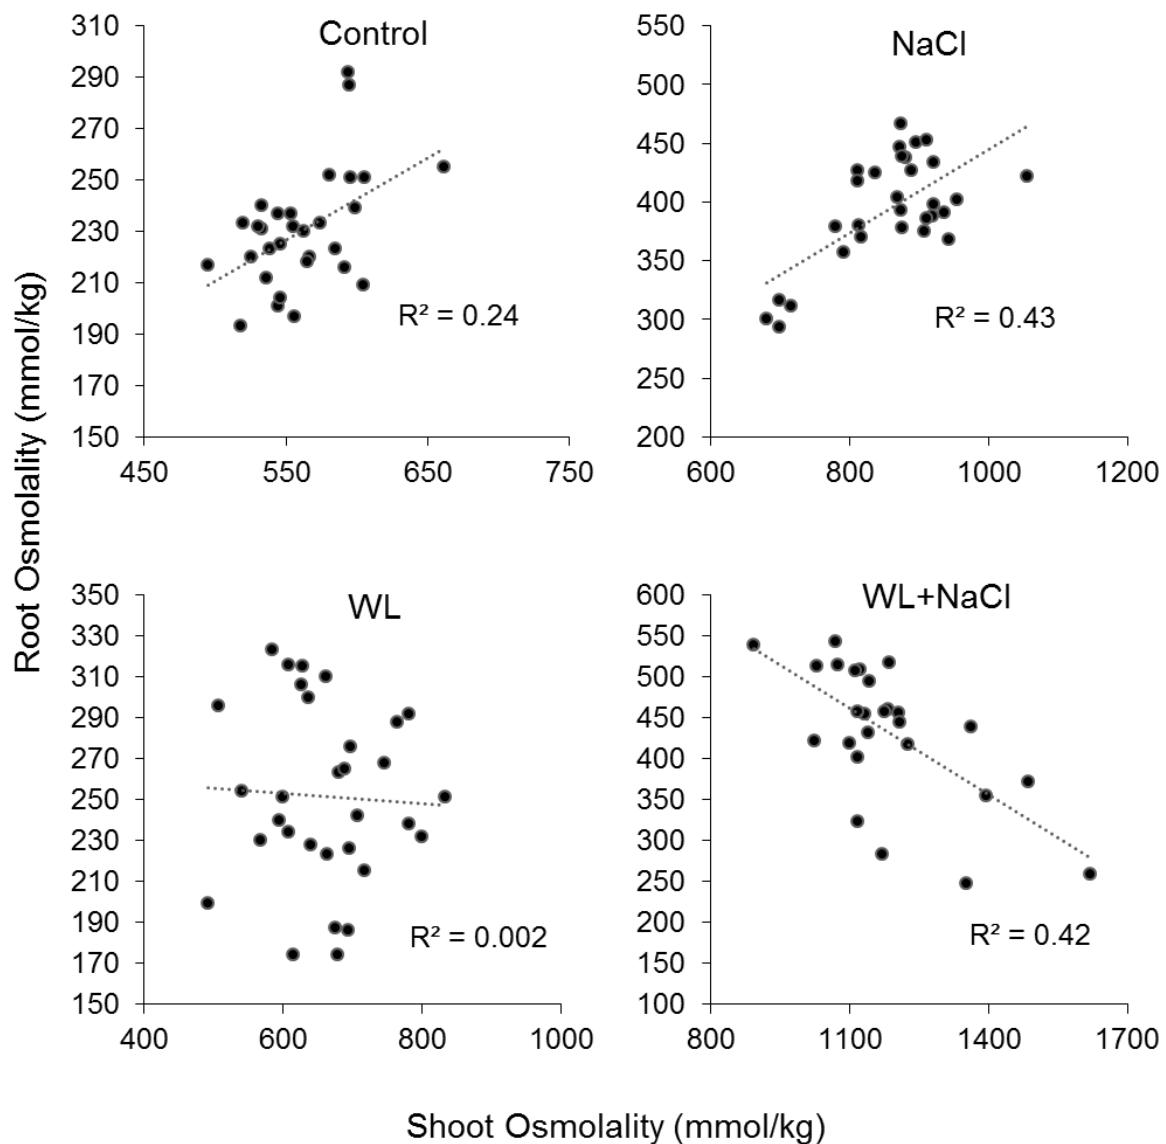 Root Osmolality (mmol/kg)
Control
310
290
270
250
230
210
190
170
150
450 550 650 750
R² = 0.24
NaCl
550
500
450
400
350
300
250
200
600 800 1000 1200
R² = 0.43
WL
350
330
310
290
270
250
230
210
190
170
150
400 600 800 1000
R² = 0.002
WL+NaCl
600
550
500
450
400
350
300
250
200
150
100
800 1100 1400 1700
R² = 0.42
Shoot Osmolality (mmol/kg)